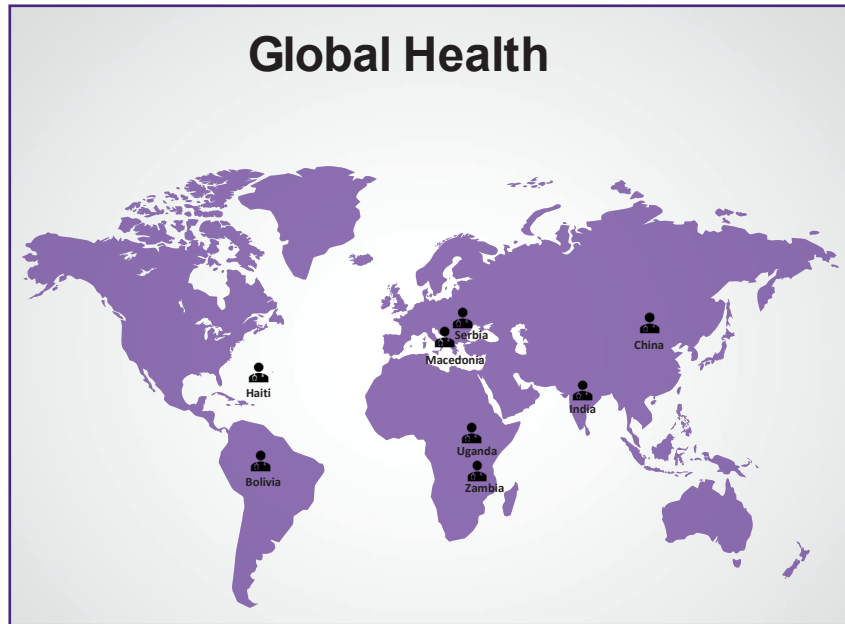 Global Health
Serbia
China
Macedonia
Haiti
India
Uganda
Bolivia
Zambia